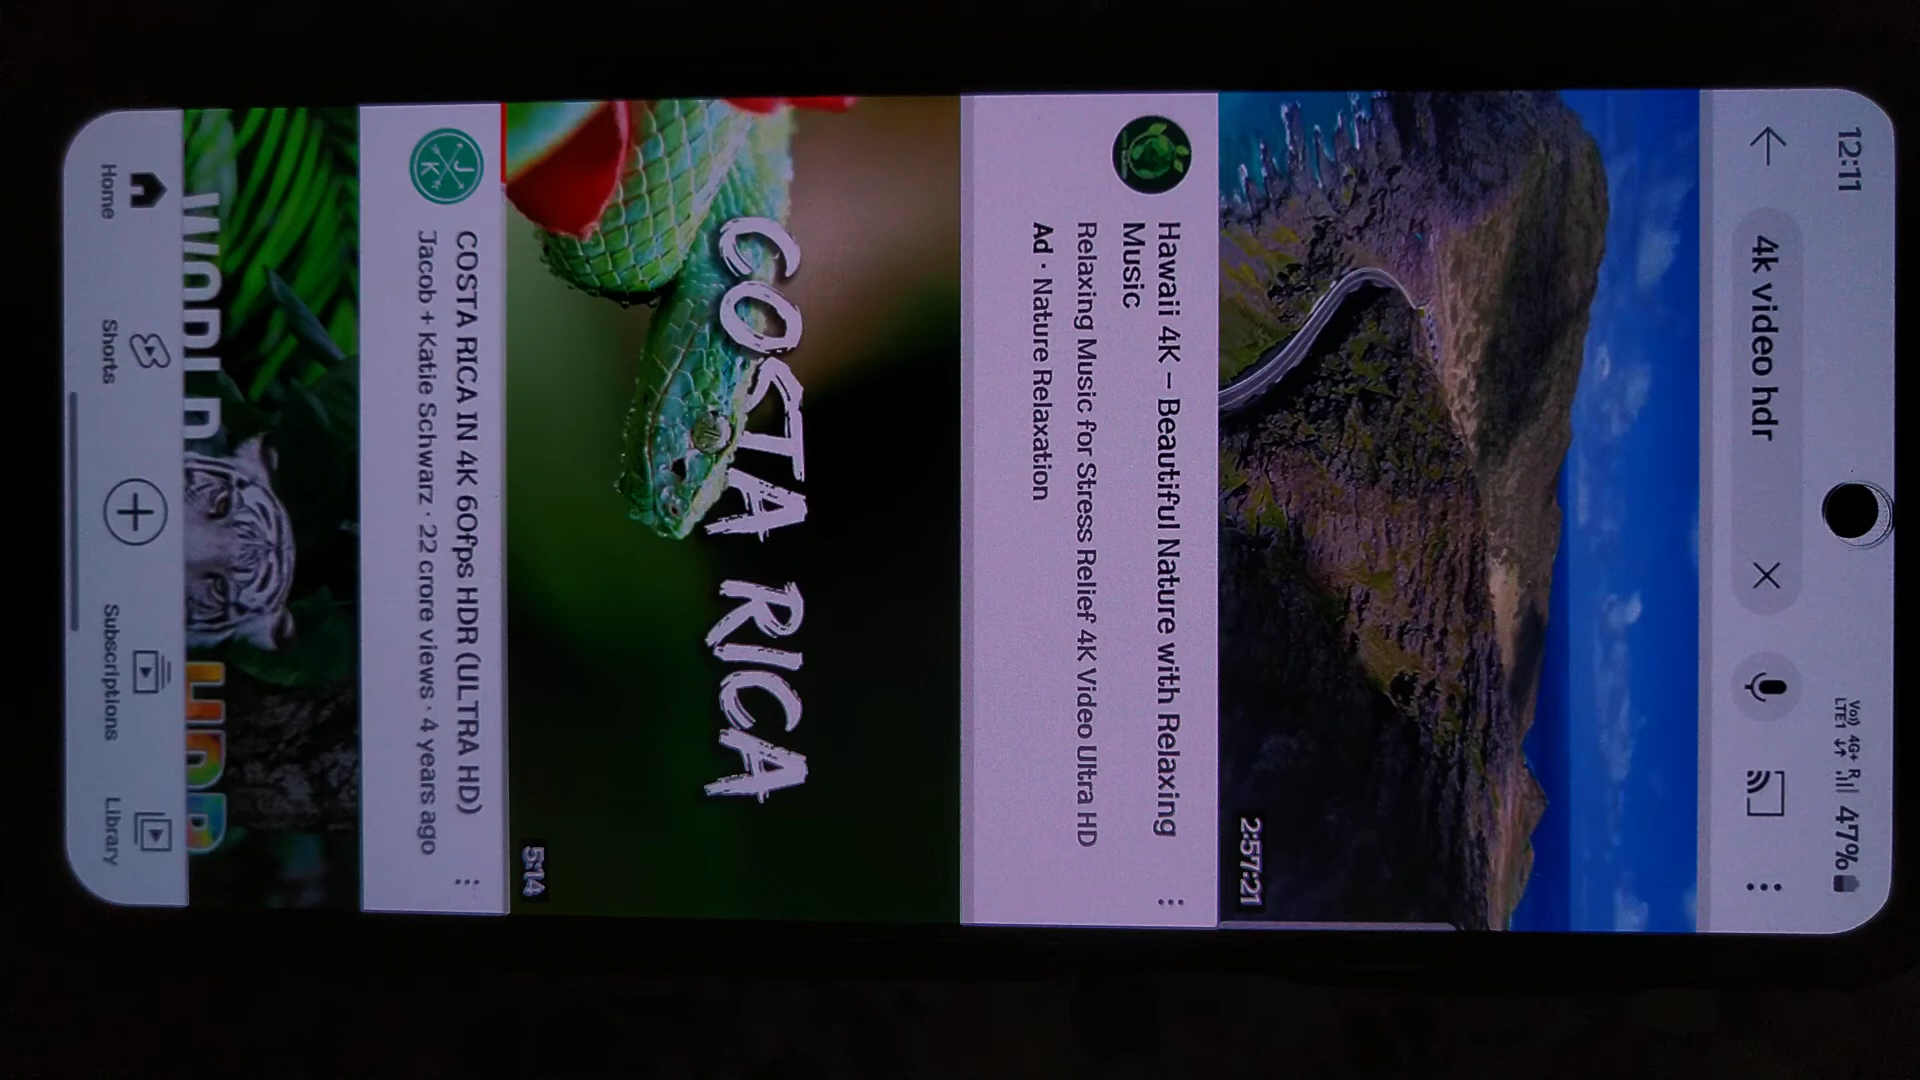 12:11
Vo))
LTE1
4G+ R
47%
4k video hdr
2:57:21
Hawaii 4K – Beautiful Nature with Relaxing
Music
Relaxing Music for Stress Relief 4K Video Ultra HD
Ad · Nature Relaxation
COSTA RICA
5:14
J
K
COSTA RICA IN 4K 60fps HDR (ULTRA HD)
Jacob + Katie Schwarz · 22 crore views · 4 years ago
WORLD
HDR
Home
Shorts
Subscriptions
Library